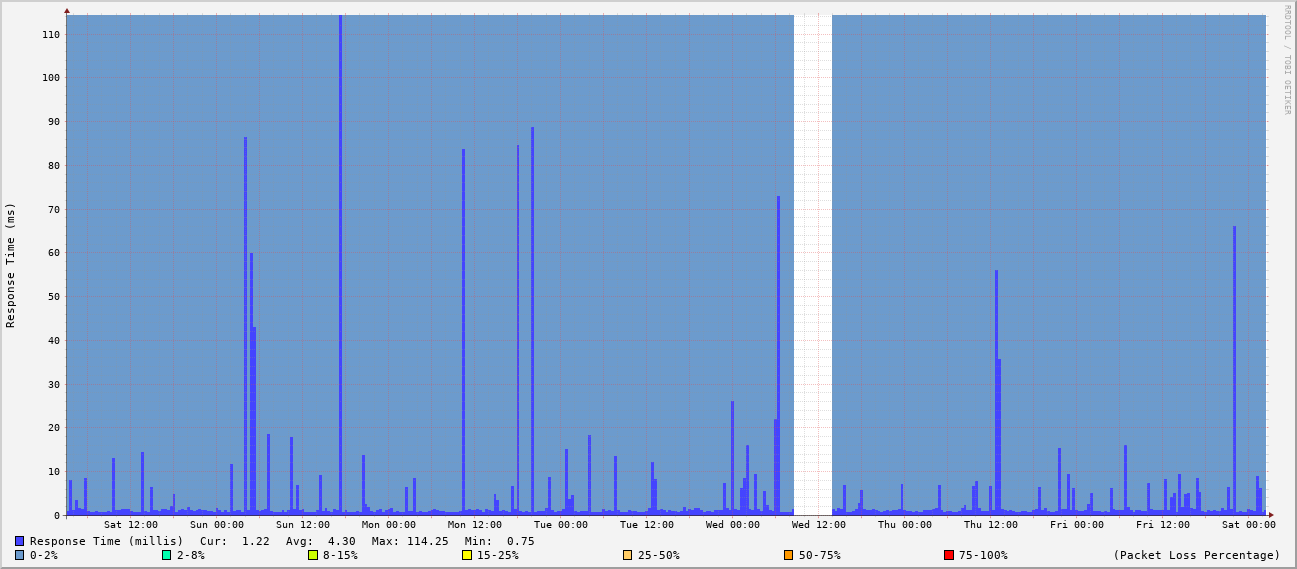 RRDTOOL / TOBI OETIKER
Response Time (ms)
110
100
90
80
70
60
50
40
30
20
10
0
Sat 12:00 Sun 00:00 Sun 12:00 Mon 00:00 Mon 12:00 Tue 00:00 Tue 12:00 Wed 00:00 Wed 12:00 Thu 00:00 Thu 12:00 Fri 00:00 Fri 12:00 Sat 00:00
Response Time (millis) Cur: 1.22 Avg: 4.30 Max: 114.25 Min: 0.75
0-2% 2-8% 8-15% 15-25% 25-50% 50-75% 75-100% (Packet Loss Percentage)